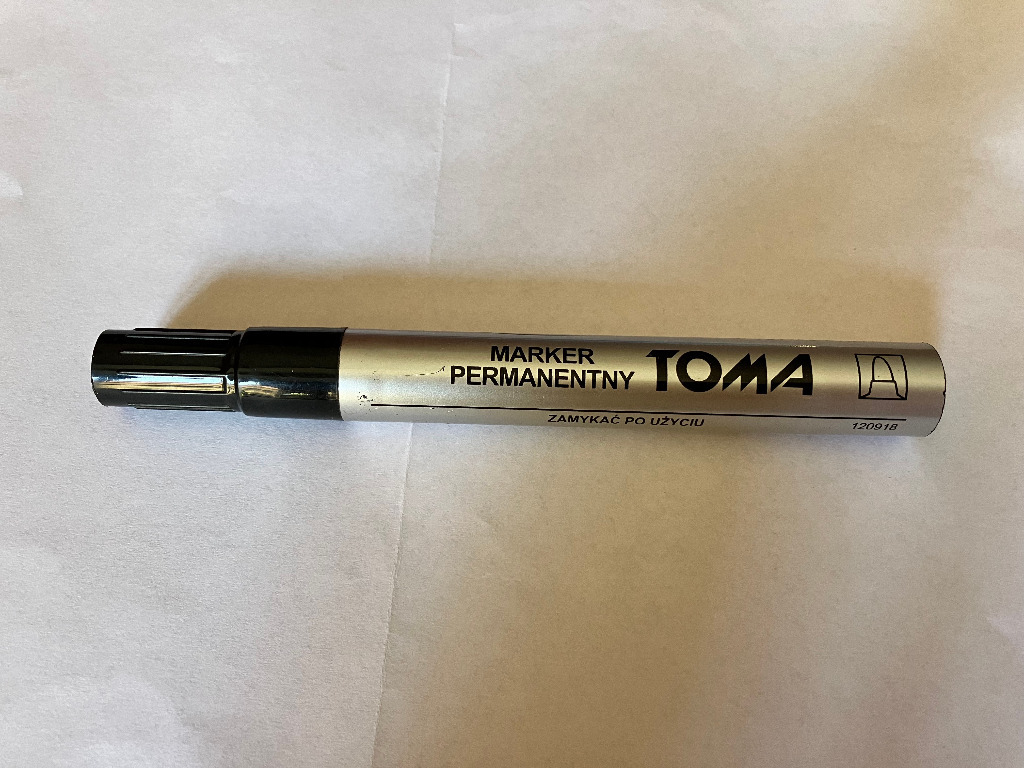 MARKER
PERMANENTNY
TOMA
ZAMYKAĆ PO UŻYCIU
120918